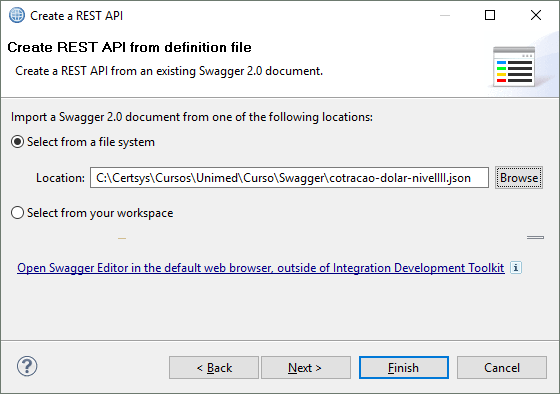 Create a REST API
Create REST API from definition file
Create a REST API from an existing Swagger 2.0 document.
Import a Swagger 2.0 document from one of the following locations:
Select from a file system
Location: C:\Certsys\Cursos\Unimed\Curso\Swagger\cotracao-dolar-nivelIII.json Browse
Select from your workspace
Open Swagger Editor in the default web browser, outside of Integration Development Toolkit
< Back Next > Finish Cancel